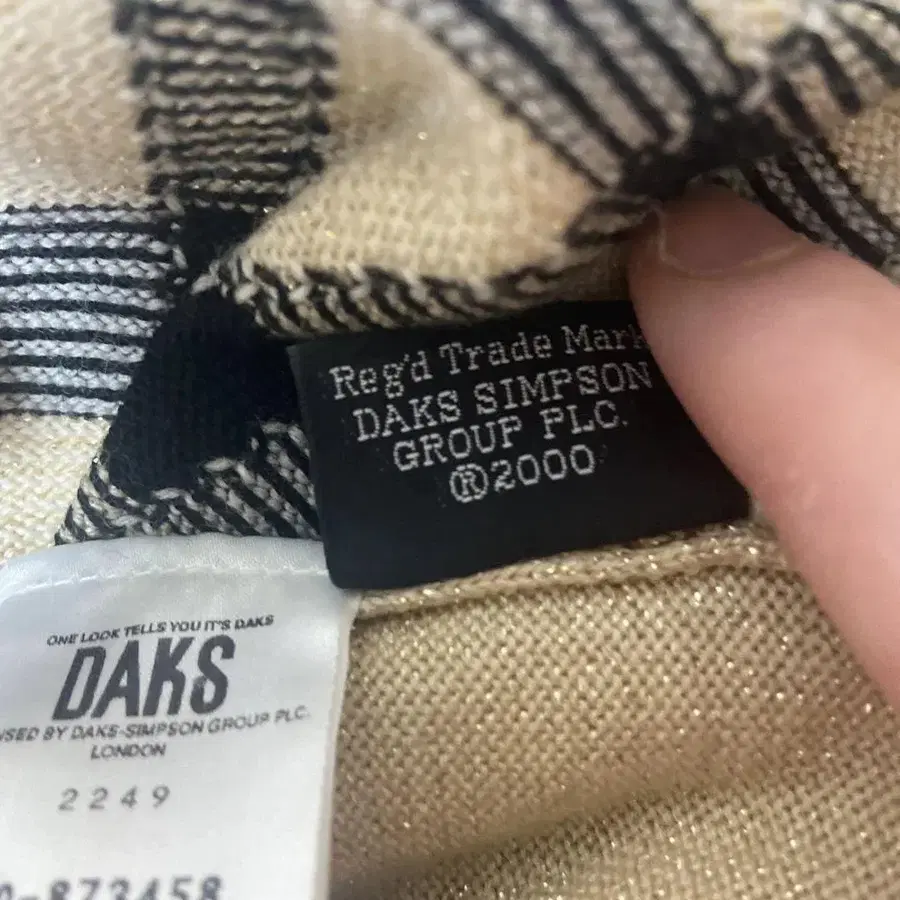 Reg'd Trade Mark
DAKS SIMPSON
GROUP PLC.
®2000
ONE LOOK TELLS YOU IT'S DAKS
DAKS
BY DAKS-SIMPSON GROUP PLC.
LONDON
2249
-873458